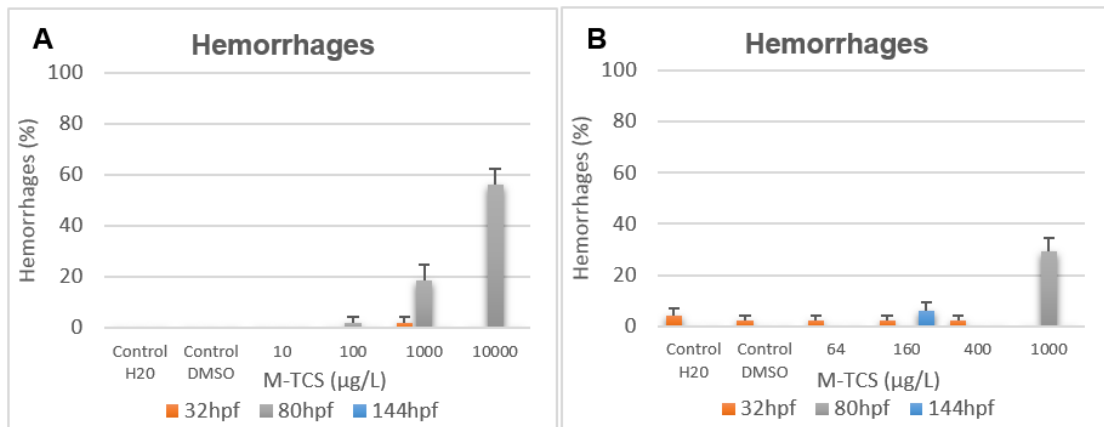 A
Hemorrhages
Hemorrhages (%)
100
80
60
40
20
0
Control H20
Control DMSO
10
100
1000
10000
M-TCS (µg/L)
32hpf 80hpf 144hpf
B
Hemorrhages
Hemorrhages (%)
100
80
60
40
20
0
Control H20
Control DMSO
64
160
400
1000
M-TCS (µg/L)
32hpf 80hpf 144hpf